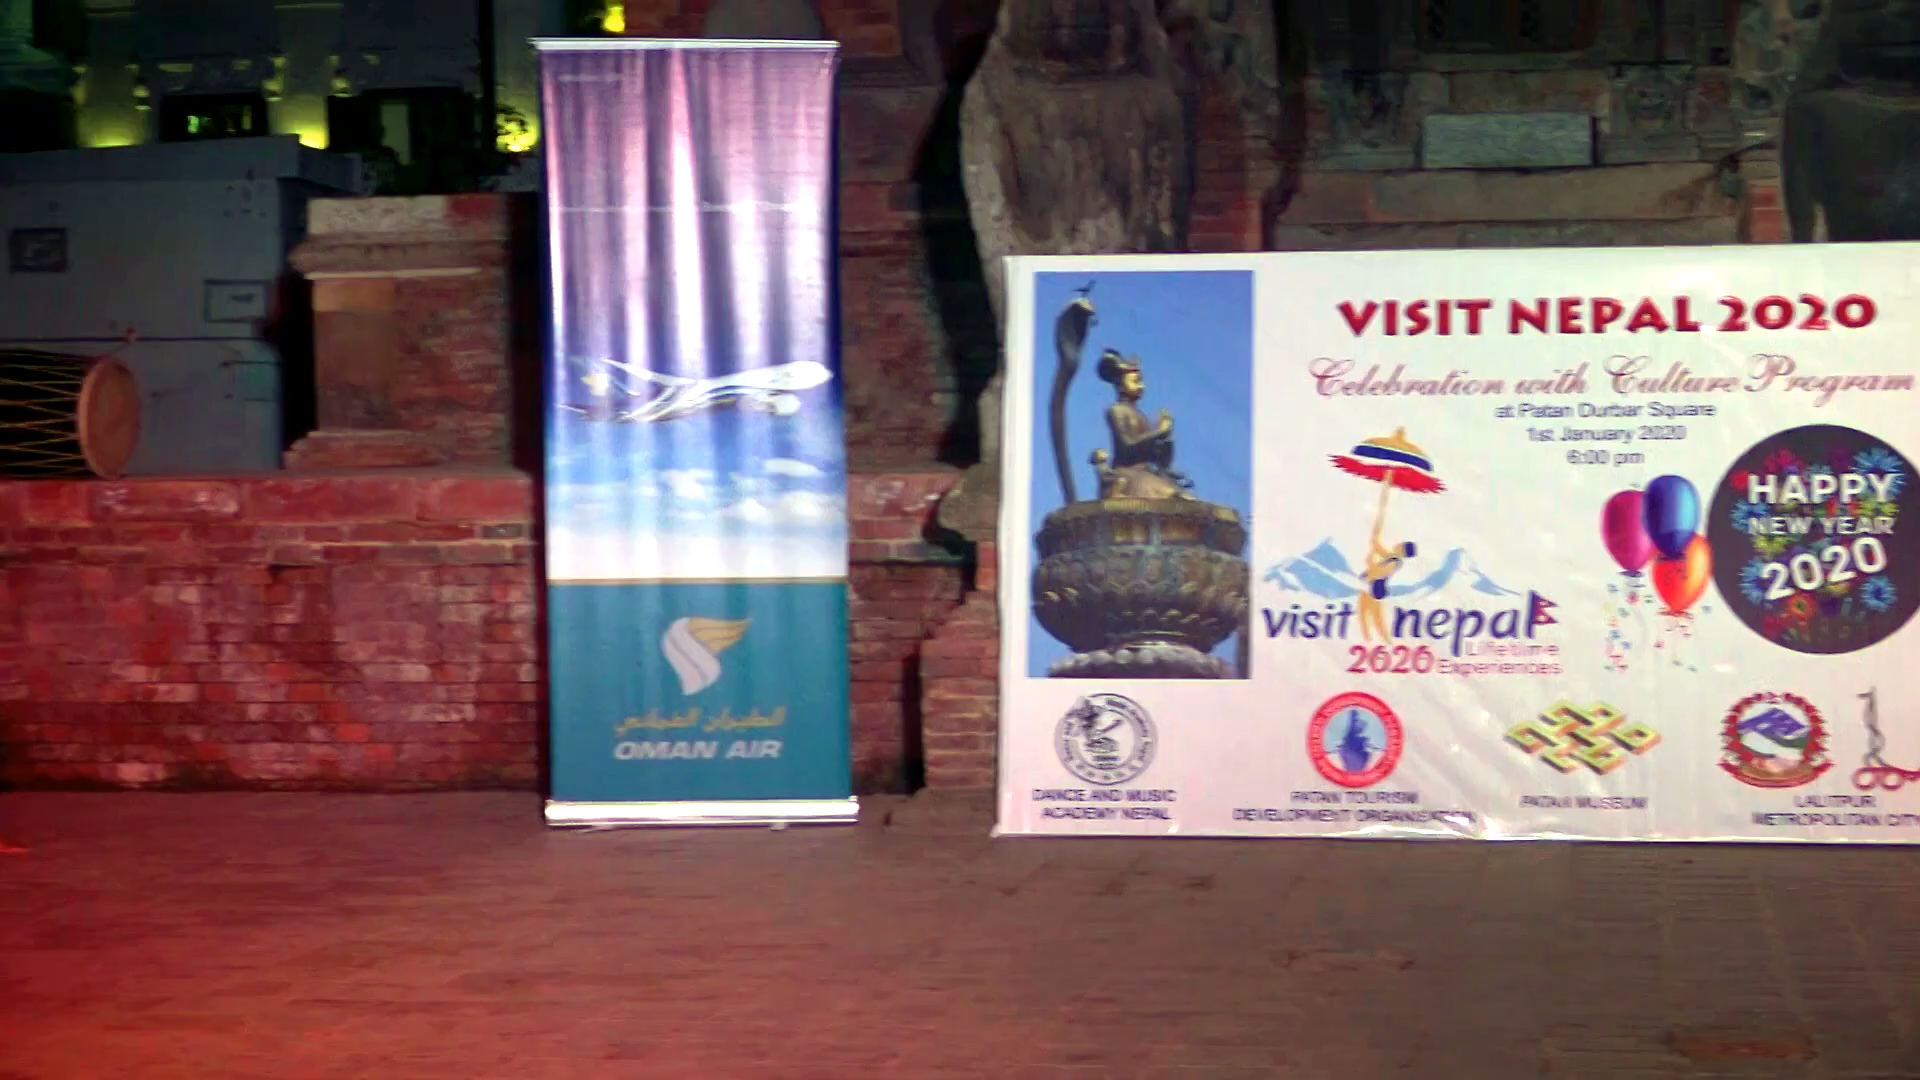 الطيران العماني
OMAN AIR
VISIT NEPAL 2020
Celebration with Culture Program
at Patan Durbar Square
1st January 2020
6:00 pm
HAPPY
NEW YEAR
2020
visit nepal
2020 Lifetime
Experiences
DANCE AND MUSIC
ACADEMY NEPAL
PATAN TOURISM
DEVELOPMENT ORGANISATION
PATAN MUSEUM
LALITPUR
METROPOLITAN CITY